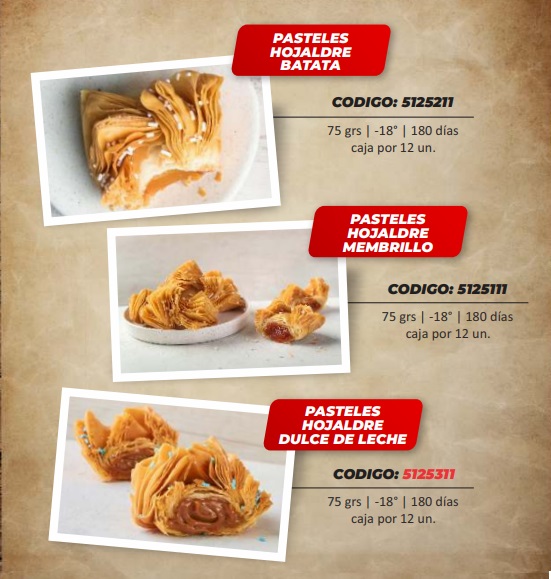 PASTELES
HOJALDRE
BATATA
CODIGO: 5125211
75 grs | -18° | 180 días
caja por 12 un.
PASTELES
HOJALDRE
MEMBRILLO
CODIGO: 5125111
75 grs | -18° | 180 días
caja por 12 un.
PASTELES
HOJALDRE
DULCE DE LECHE
CODIGO: 5125311
75 grs | -18° | 180 días
caja por 12 un.